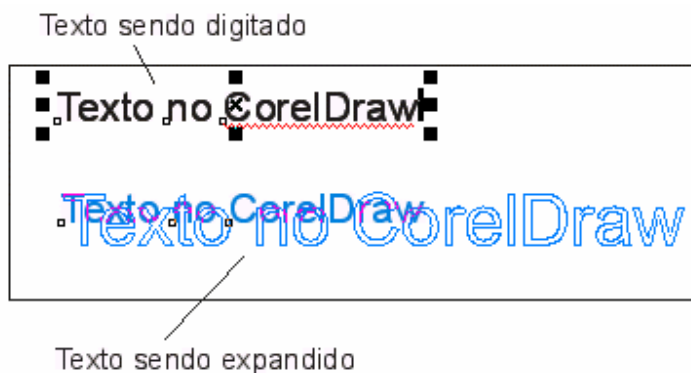 Texto sendo digitado
Texto no CorelDraw
Texto no CorelDraw
Texto no CorelDraw
Texto sendo expandido